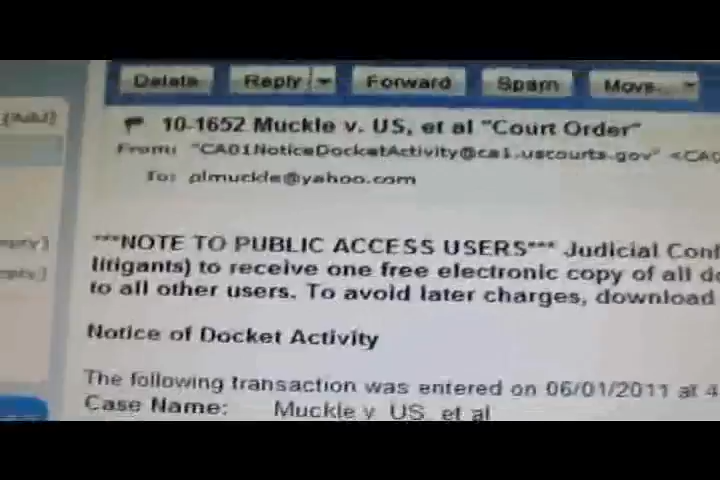 Delete Reply Forward Spam Move...
10-1652 Muckle v. US, et al "Court Order"
From: "CA01NoticeDocketActivity@ca1.uscourts.gov" <CA0
To: plmuckle@yahoo.com
***NOTE TO PUBLIC ACCESS USERS*** Judicial Conf
litigants) to receive one free electronic copy of all do
to all other users. To avoid later charges, download
Notice of Docket Activity
The following transaction was entered on 06/01/2011 at 4
Case Name: Muckle v. US, et al